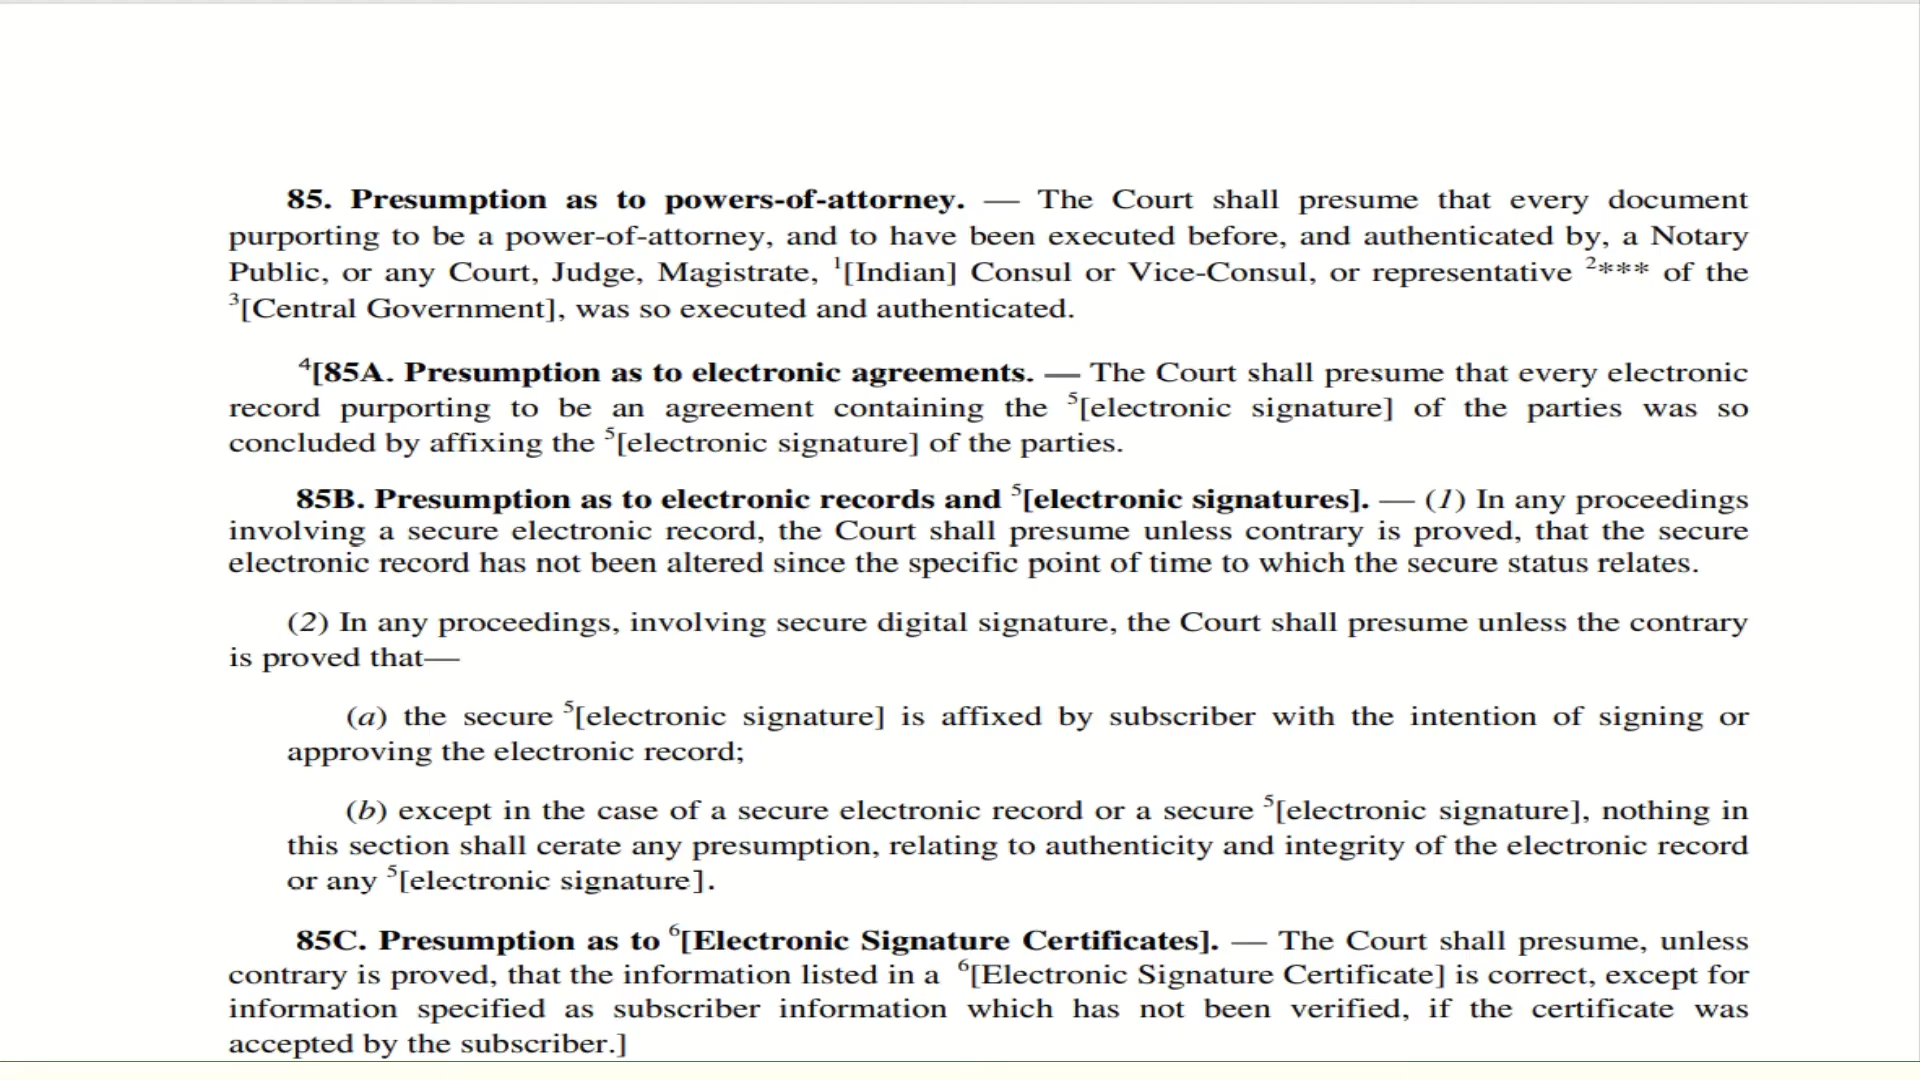 85. Presumption as to powers-of-attorney. — The Court shall presume that every document
purporting to be a power-of-attorney, and to have been executed before, and authenticated by, a Notary
Public, or any Court, Judge, Magistrate, 1[Indian] Consul or Vice-Consul, or representative 2*** of the
3[Central Government], was so executed and authenticated.
4[85A. Presumption as to electronic agreements. — The Court shall presume that every electronic
record purporting to be an agreement containing the 5[electronic signature] of the parties was so
concluded by affixing the 5[electronic signature] of the parties.
85B. Presumption as to electronic records and 5[electronic signatures]. — (1) In any proceedings
involving a secure electronic record, the Court shall presume unless contrary is proved, that the secure
electronic record has not been altered since the specific point of time to which the secure status relates.
(2) In any proceedings, involving secure digital signature, the Court shall presume unless the contrary
is proved that—
(a) the secure 5[electronic signature] is affixed by subscriber with the intention of signing or
approving the electronic record;
(b) except in the case of a secure electronic record or a secure 5[electronic signature], nothing in
this section shall cerate any presumption, relating to authenticity and integrity of the electronic record
or any 5[electronic signature].
85C. Presumption as to 6[Electronic Signature Certificates]. — The Court shall presume, unless
contrary is proved, that the information listed in a 6[Electronic Signature Certificate] is correct, except for
information specified as subscriber information which has not been verified, if the certificate was
accepted by the subscriber.]